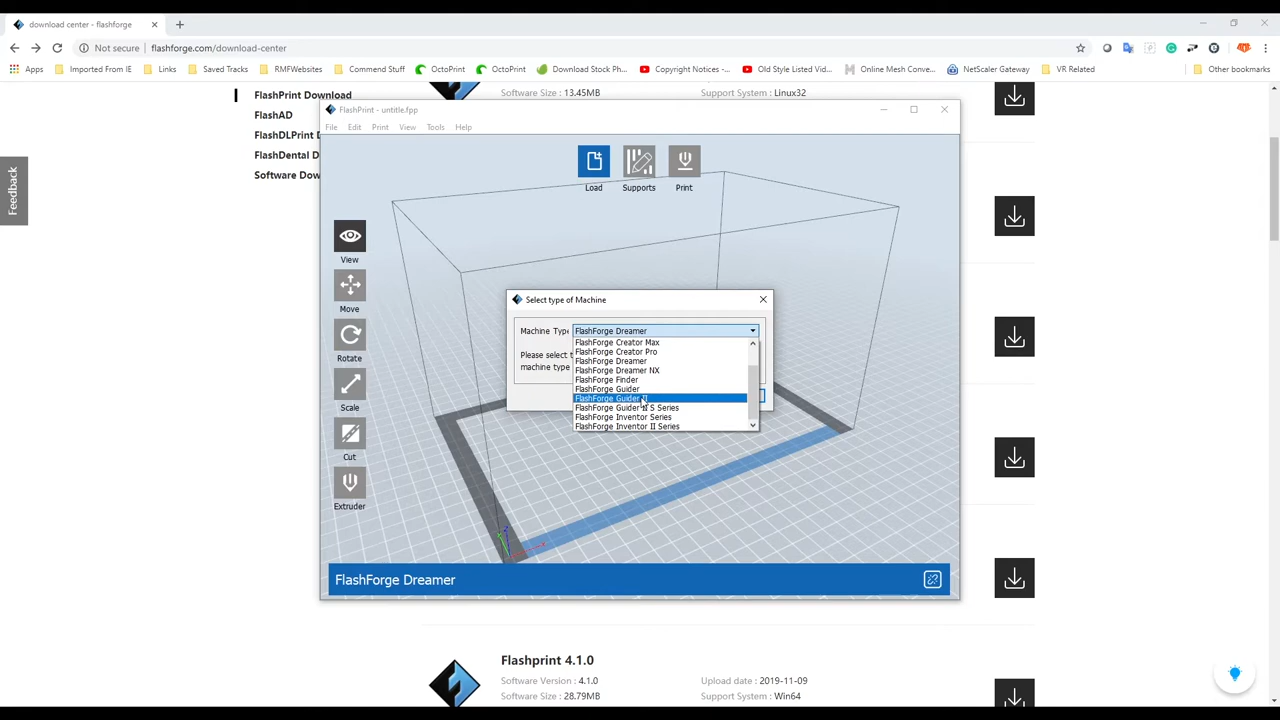 download center - flashforge
Not secure
flashforge.com/download-center
Apps
Imported From IE
Links
Saved Tracks
RMFWebsites
Commend Stuff
OctoPrint
OctoPrint
Download Stock Ph...
Copyright Notices -...
Old Style Listed Vid...
Online Mesh Conve...
NetScaler Gateway
VR Related
Other bookmarks
FlashPrint Download
FlashAD
FlashDLPrint D
FlashDental D
Software Dow
Feedback
Software Size : 13.45MB
Support System : Linux32
FlashPrint - untitle.fpp
File
Edit
Print
View
Tools
Help
Load
Supports
Print
View
Move
Rotate
Scale
Cut
Extruder
Select type of Machine
Machine Type
FlashForge Dreamer
Please select t
machine type
FlashForge Creator Max
FlashForge Creator Pro
FlashForge Dreamer
FlashForge Dreamer NX
FlashForge Finder
FlashForge Guider
FlashForge Guider II
FlashForge Guider II S Series
FlashForge Inventor Series
FlashForge Inventor II Series
FlashForge Dreamer
Flashprint 4.1.0
Software Version : 4.1.0
Upload date : 2019-11-09
Software Size : 28.79MB
Support System : Win64